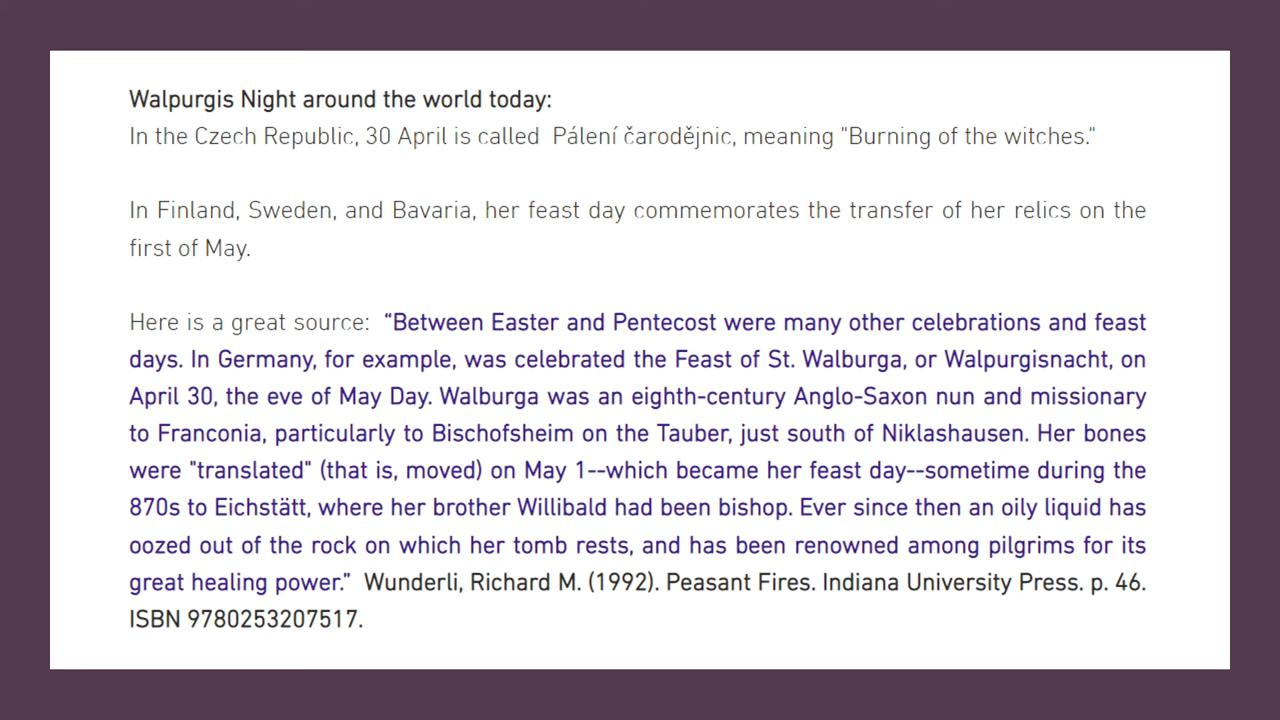 Walpurgis Night around the world today:
In the Czech Republic, 30 April is called  Pálení čarodějnic, meaning "Burning of the witches."
In Finland, Sweden, and Bavaria, her feast day commemorates the transfer of her relics on the
first of May.
Here is a great source:  “Between Easter and Pentecost were many other celebrations and feast
days. In Germany, for example, was celebrated the Feast of St. Walburga, or Walpurgisnacht, on
April 30, the eve of May Day. Walburga was an eighth-century Anglo-Saxon nun and missionary
to Franconia, particularly to Bischofsheim on the Tauber, just south of Niklashausen. Her bones
were "translated" (that is, moved) on May 1--which became her feast day--sometime during the
870s to Eichstätt, where her brother Willibald had been bishop. Ever since then an oily liquid has
oozed out of the rock on which her tomb rests, and has been renowned among pilgrims for its
great healing power.”  Wunderli, Richard M. (1992). Peasant Fires. Indiana University Press. p. 46.
ISBN 9780253207517.